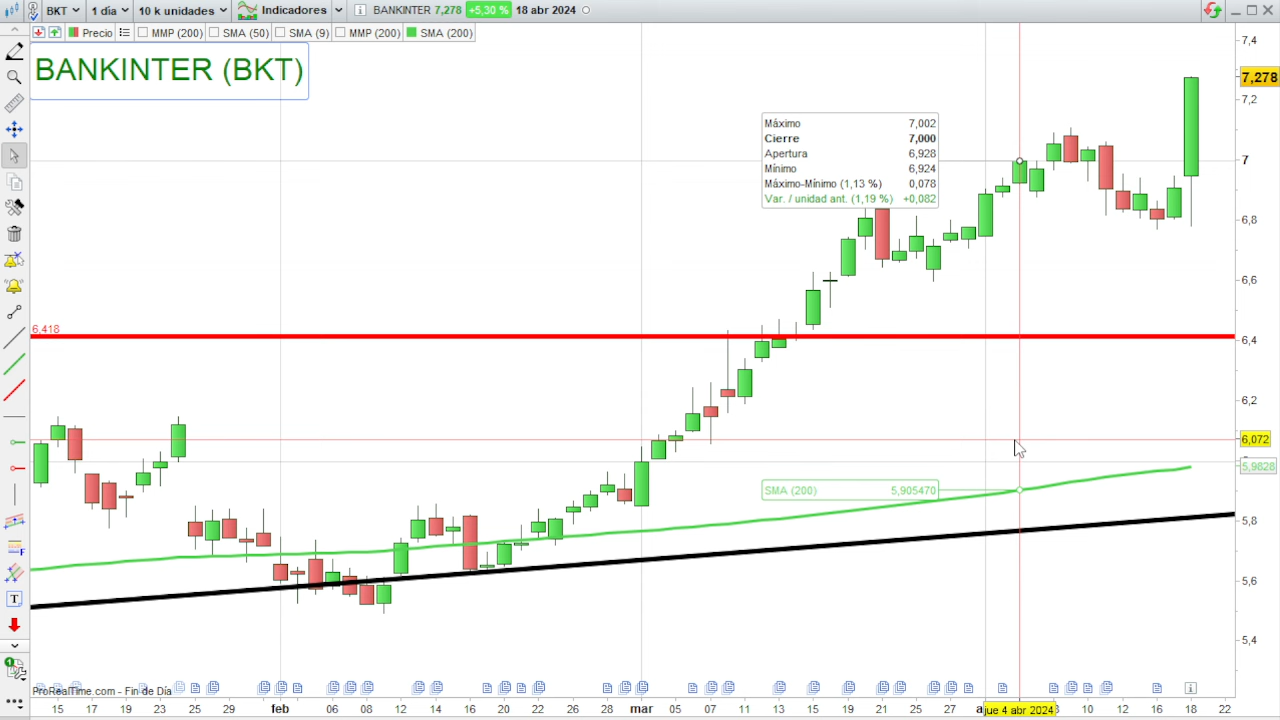 BKT 1 día 10 k unidades Indicadores BANKINTER 7,278 +5,30 % 18 abr 2024
Precio MMP (200) SMA (50) SMA (9) MMP (200) SMA (200)
BANKINTER (BKT)
7,4
7,278
7,2
7
6,8
6,6
6,4
6,2
6,072
5,9828
5,8
5,6
5,4
Máximo 7,002
Cierre 7,000
Apertura 6,928
Mínimo 6,924
Máximo-Mínimo (1,13 %) 0,078
Var. / unidad ant. (1,19 %) +0,082
6,418
SMA (200) 5,905470
ProRealTime.com - Fin de Día
15 17 19 23 25 29 feb 06 08 12 14 16 20 22 26 28 mar 05 07 11 13 15 19 21 25 27 jue 4 abr 2024 10 12 16 18 22